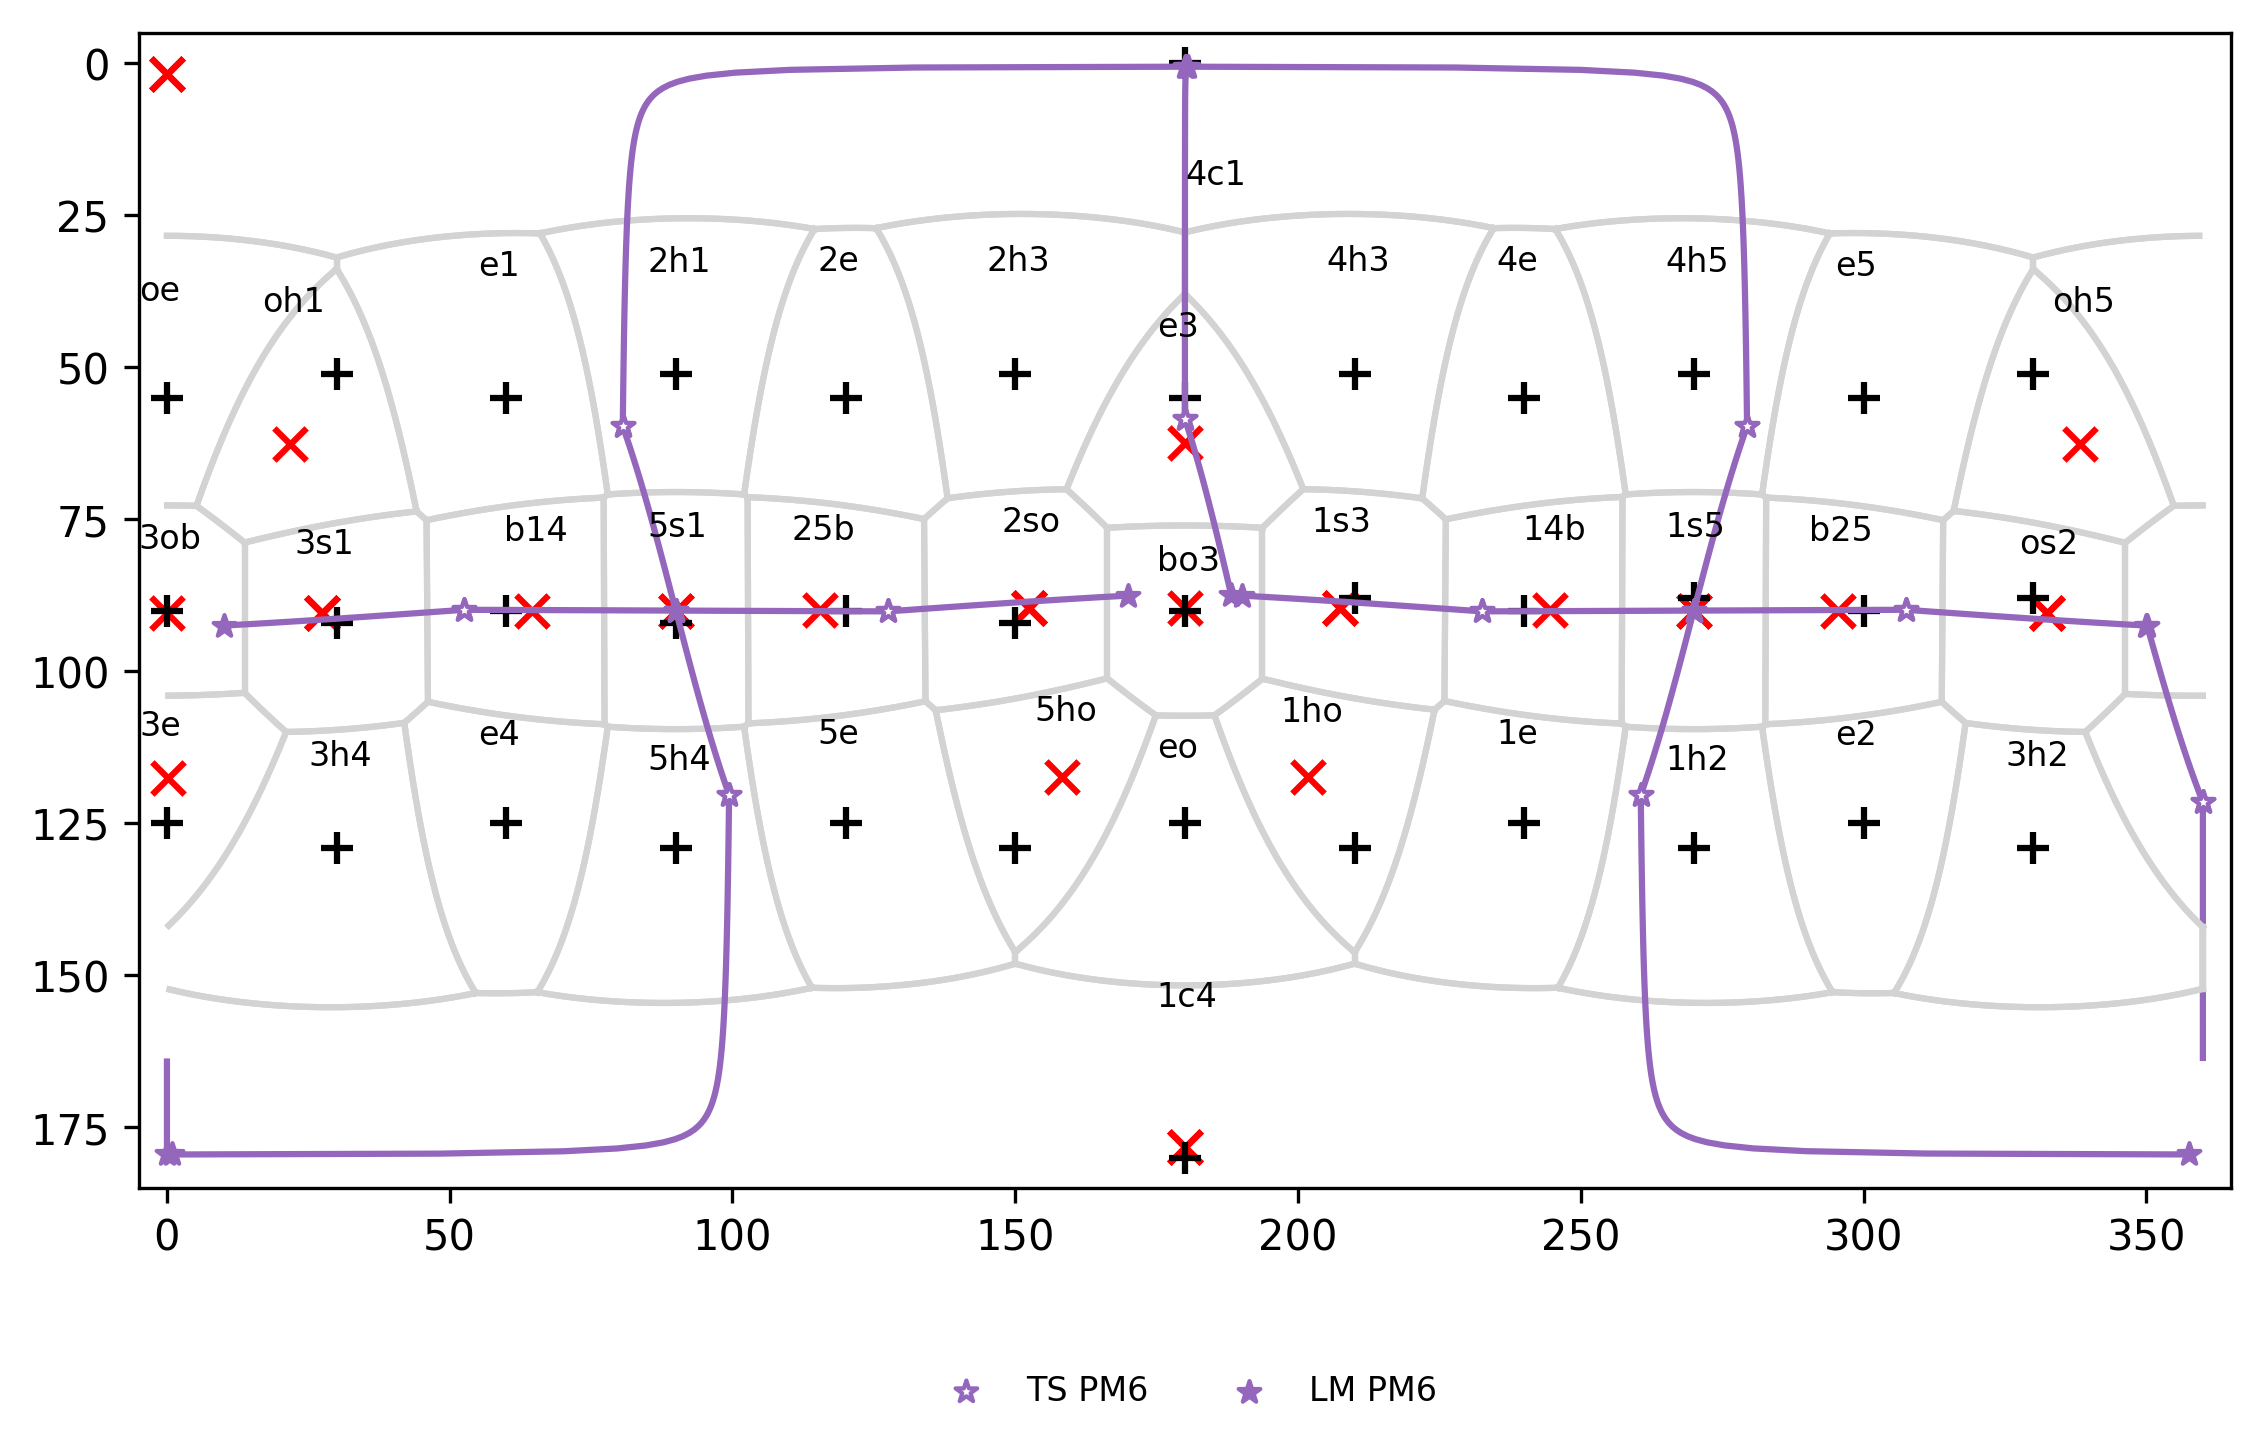 0
4c1
25
e1 2h1 2e 2h3 4h3 4e 4h5 e5
oe oh1 oh5
e3
50
75
3ob 3s1 b14 5s1 25b 2so bo3 1s3 14b 1s5 b25 os2
100
3e 3h4 e4 5h4 5e 5ho eo 1ho 1e 1h2 e2 3h2
125
150
1c4
175
0 50 100 150 200 250 300 350
TS PM6 LM PM6